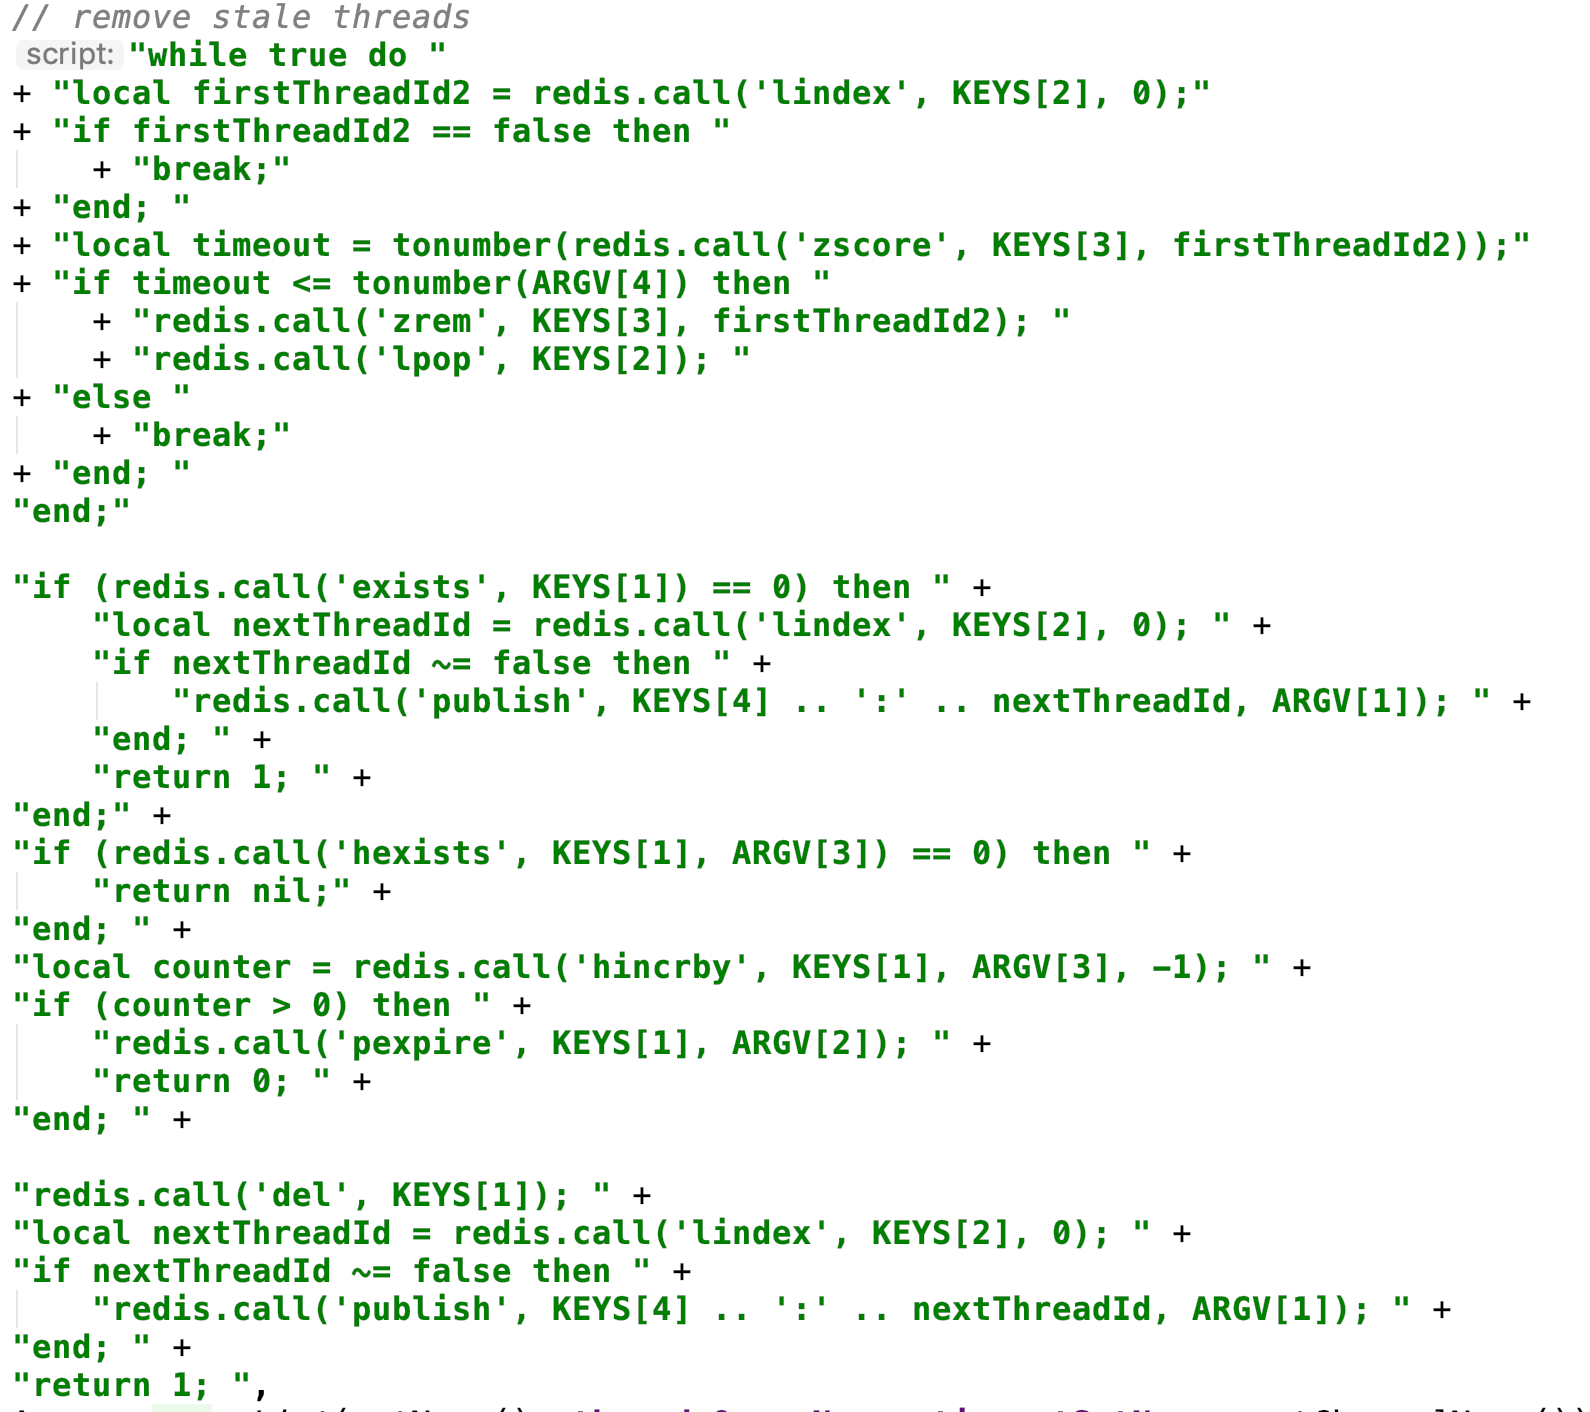 // remove stale threads
script: "while true do "
+ "local firstThreadId2 = redis.call('lindex', KEYS[2], 0);"
+ "if firstThreadId2 == false then "
+ "break;"
+ "end; "
+ "local timeout = tonumber(redis.call('zscore', KEYS[3], firstThreadId2));"
+ "if timeout <= tonumber(ARGV[4]) then "
+ "redis.call('zrem', KEYS[3], firstThreadId2); "
+ "redis.call('lpop', KEYS[2]); "
+ "else "
+ "break;"
+ "end; "
"end;"
"if (redis.call('exists', KEYS[1]) == 0) then " +
"local nextThreadId = redis.call('lindex', KEYS[2], 0); " +
"if nextThreadId ~= false then " +
"redis.call('publish', KEYS[4] .. ':' .. nextThreadId, ARGV[1]); " +
"end; " +
"return 1; " +
"end;" +
"if (redis.call('hexists', KEYS[1], ARGV[3]) == 0) then " +
"return nil;" +
"end; " +
"local counter = redis.call('hincrby', KEYS[1], ARGV[3], -1); " +
"if (counter > 0) then " +
"redis.call('pexpire', KEYS[1], ARGV[2]); " +
"return 0; " +
"end; " +
"redis.call('del', KEYS[1]); " +
"local nextThreadId = redis.call('lindex', KEYS[2], 0); " +
"if nextThreadId ~= false then " +
"redis.call('publish', KEYS[4] .. ':' .. nextThreadId, ARGV[1]); " +
"end; " +
"return 1; ",